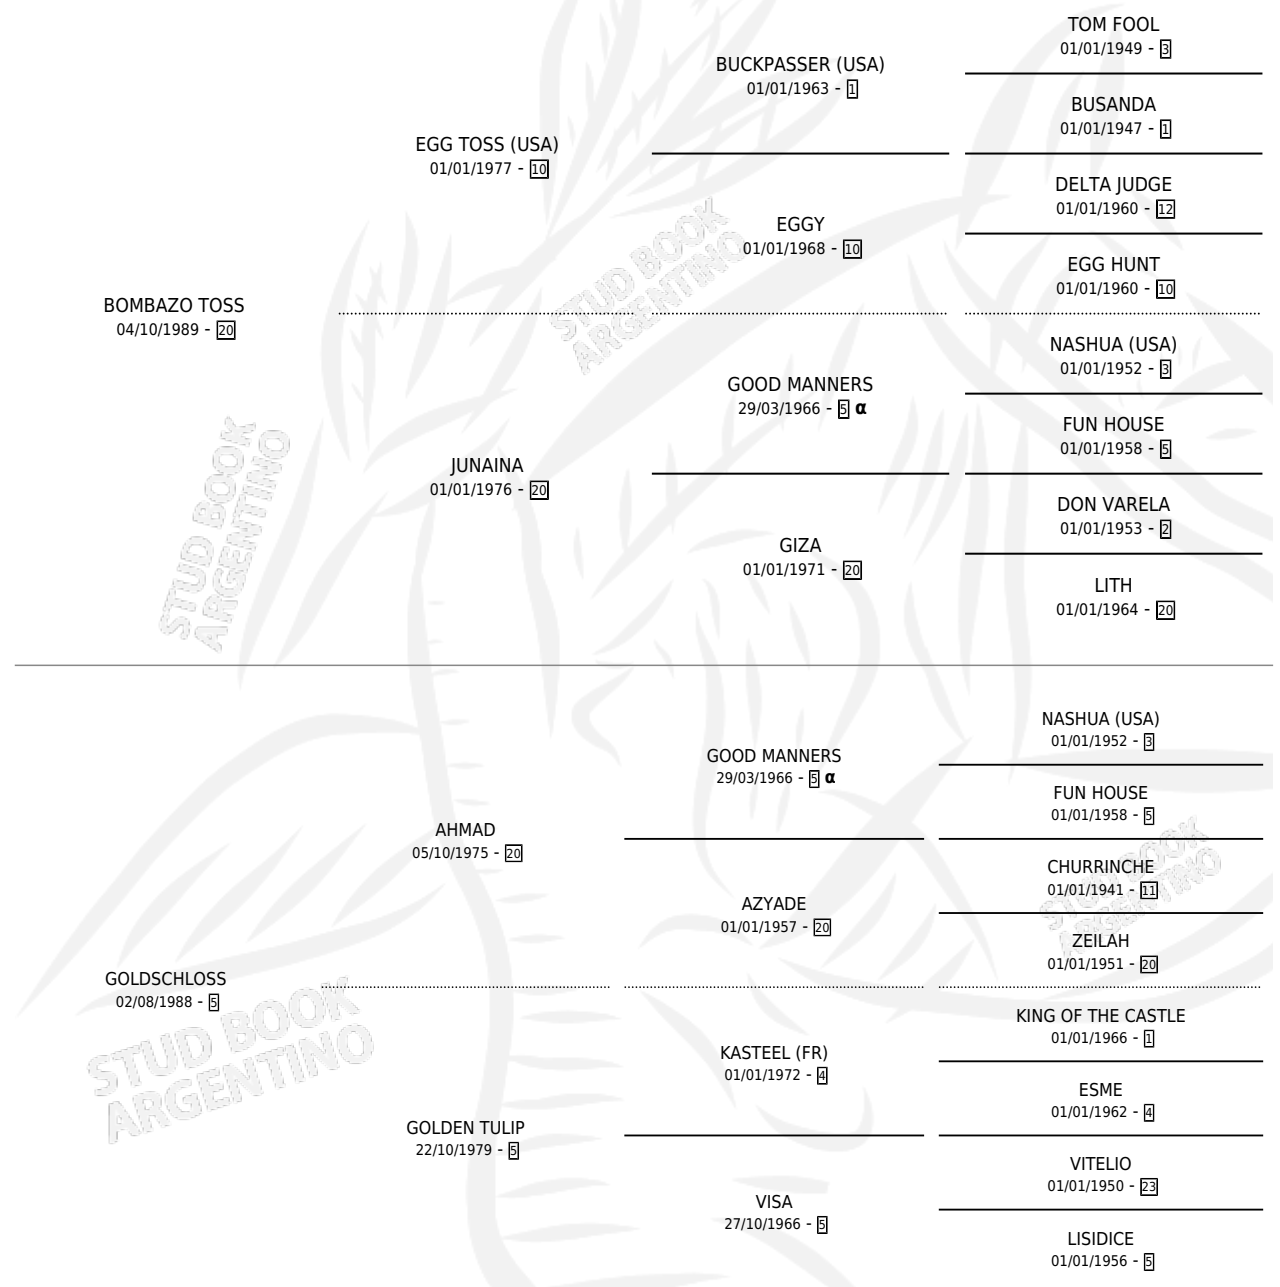 TOM FOOL
01/01/1949 - 3
BUCKPASSER (USA)
01/01/1963 - 1
BUSANDA
01/01/1947 - 1
EGG TOSS (USA)
01/01/1977 - 10
DELTA JUDGE
01/01/1960 - 12
EGGY
01/01/1968 - 10
EGG HUNT
01/01/1960 - 10
STUD BOOK
ARGENTINO
BOMBAZO TOSS
04/10/1989 - 20
NASHUA (USA)
01/01/1952 - 3
GOOD MANNERS
29/03/1966 - 5 α
FUN HOUSE
01/01/1958 - 5
JUNAINA
01/01/1976 - 20
DON VARELA
01/01/1953 - 2
GIZA
01/01/1971 - 20
LITH
01/01/1964 - 20
STUD BOOK
ARGENTINO
NASHUA (USA)
01/01/1952 - 3
GOOD MANNERS
29/03/1966 - 5 α
FUN HOUSE
01/01/1958 - 5
AHMAD
05/10/1975 - 20
CHURRINCHE
01/01/1941 - 11
AZYADE
01/01/1957 - 20
ZEILAH
01/01/1951 - 20
STUD BOOK
ARGENTINO
GOLDSCHLOSS
02/08/1988 - 5
KING OF THE CASTLE
01/01/1966 - 1
KASTEEL (FR)
01/01/1972 - 4
ESME
01/01/1962 - 4
STUD BOOK
ARGENTINO
GOLDEN TULIP
22/10/1979 - 5
VITELIO
01/01/1950 - 23
VISA
27/10/1966 - 5
LISIDICE
01/01/1956 - 5